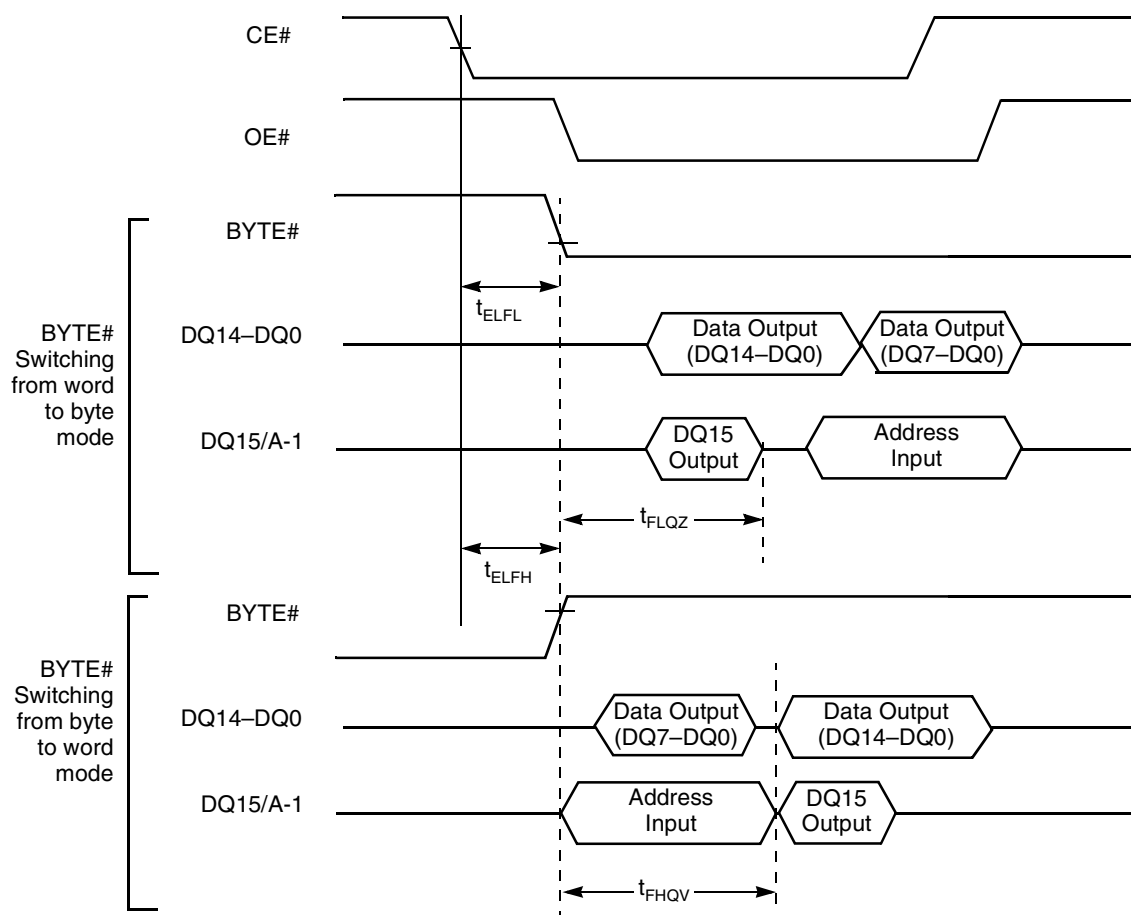 CE#
OE#
BYTE#
tELFL
BYTE#
Switching
from word
to byte
mode
DQ14–DQ0
Data Output
(DQ14–DQ0)
Data Output
(DQ7–DQ0)
DQ15/A-1
DQ15
Output
Address
Input
tFLQZ
tELFH
BYTE#
BYTE#
Switching
from byte
to word
mode
DQ14–DQ0
Data Output
(DQ7–DQ0)
Data Output
(DQ14–DQ0)
DQ15/A-1
Address
Input
DQ15
Output
tFHQV